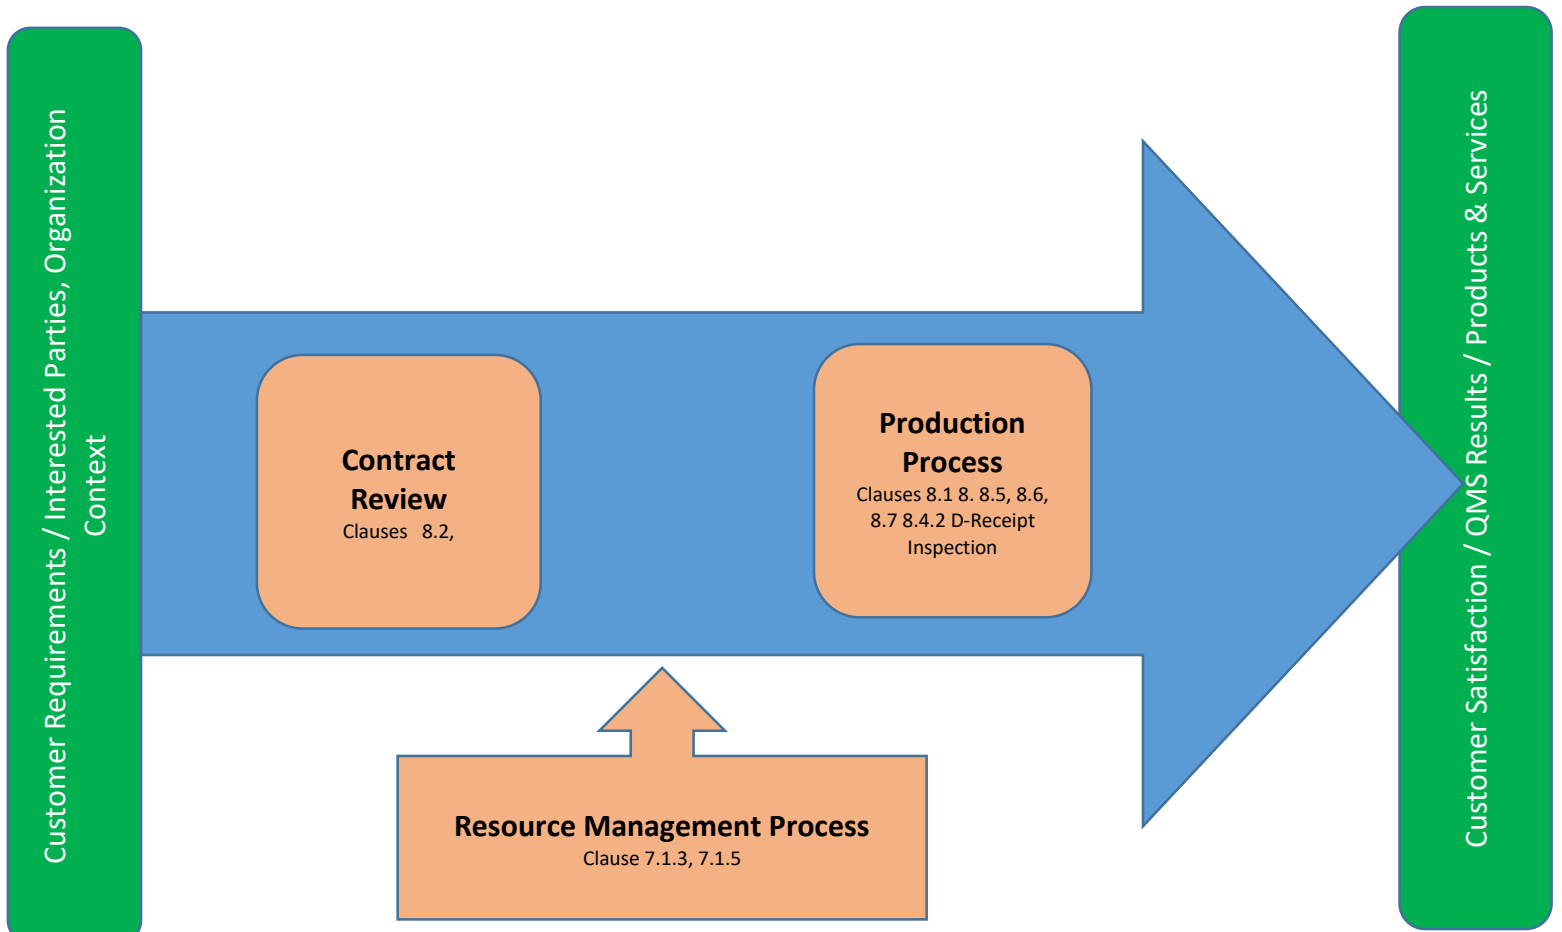 Customer Requirements / Interested Parties, Organization
Context
Contract
Review
Clauses 8.2,
Production
Process
Clauses 8.1 8. 8.5, 8.6,
8.7 8.4.2 D-Receipt
Inspection
Resource Management Process
Clause 7.1.3, 7.1.5
Customer Satisfaction / QMS Results / Products & Services